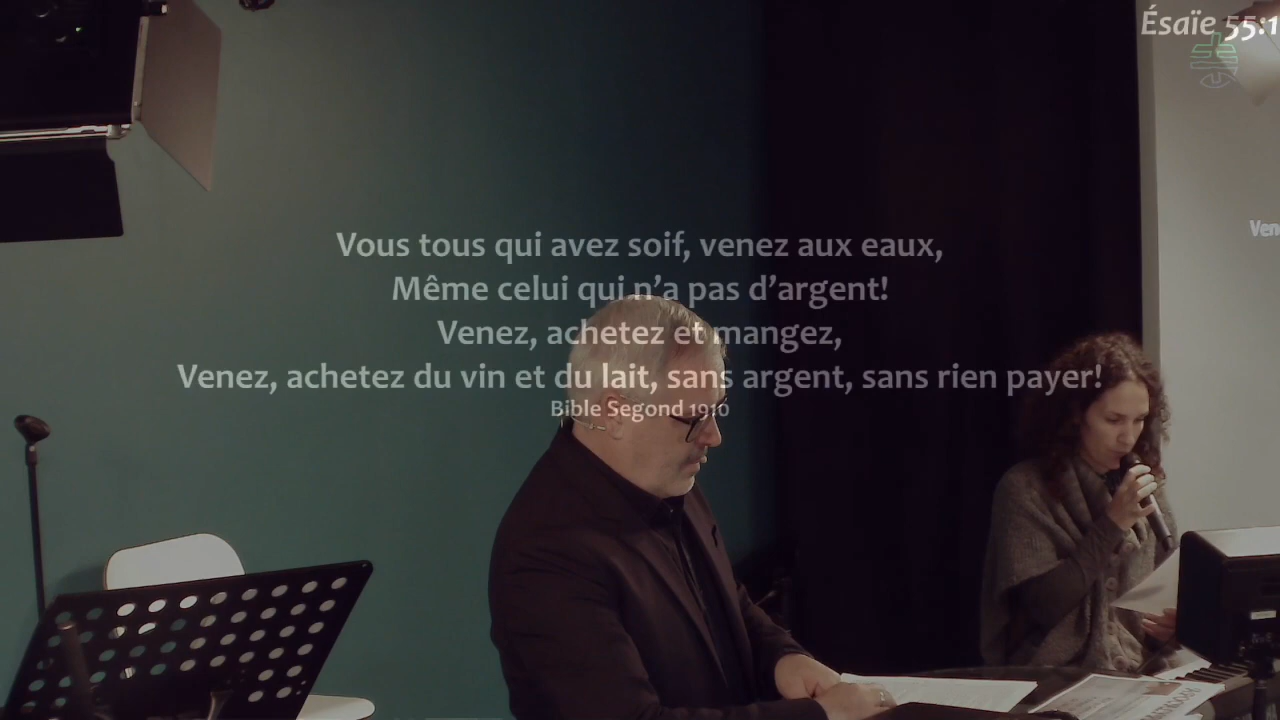 Ésaïe 55:1
Vous tous qui avez soif, venez aux eaux,
Même celui qui n’a pas d’argent!
Venez, achetez et mangez,
Venez, achetez du vin et du lait, sans argent, sans rien payer!
Bible Segond 1910